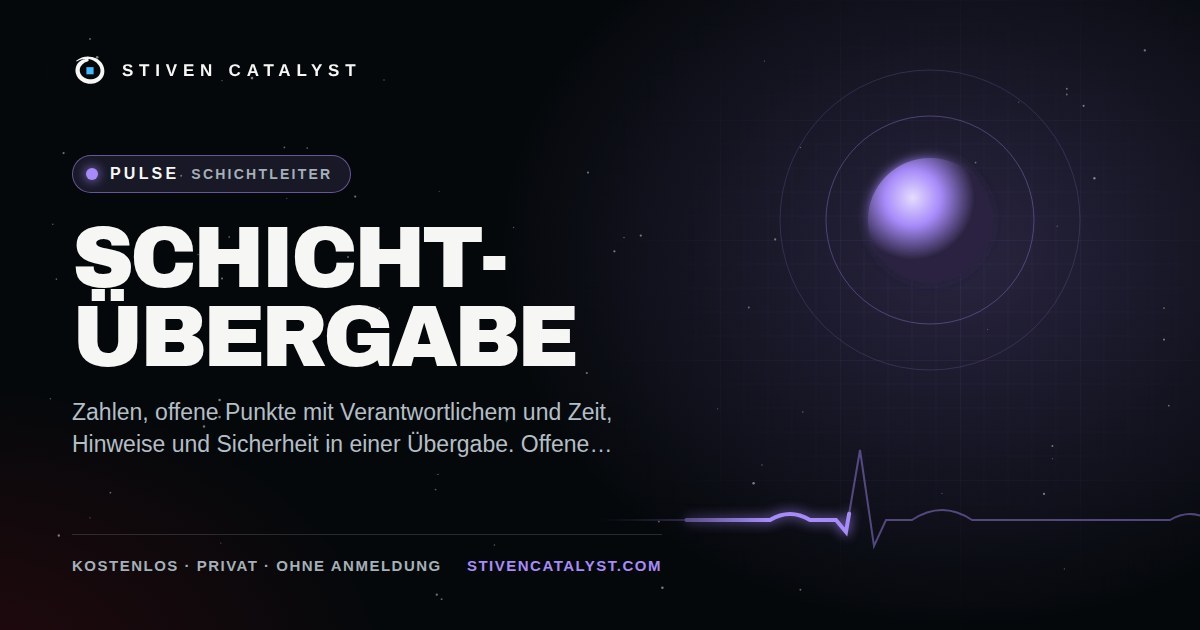 STIVEN CATALYST
PULSE SCHICHTLEITER
SCHICHT-
ÜBERGABE
Zahlen, offene Punkte mit Verantwortlichem und Zeit,
Hinweise und Sicherheit in einer Übergabe. Offene…
KOSTENLOS · PRIVAT · OHNE ANMELDUNG STIVENCATALYST.COM